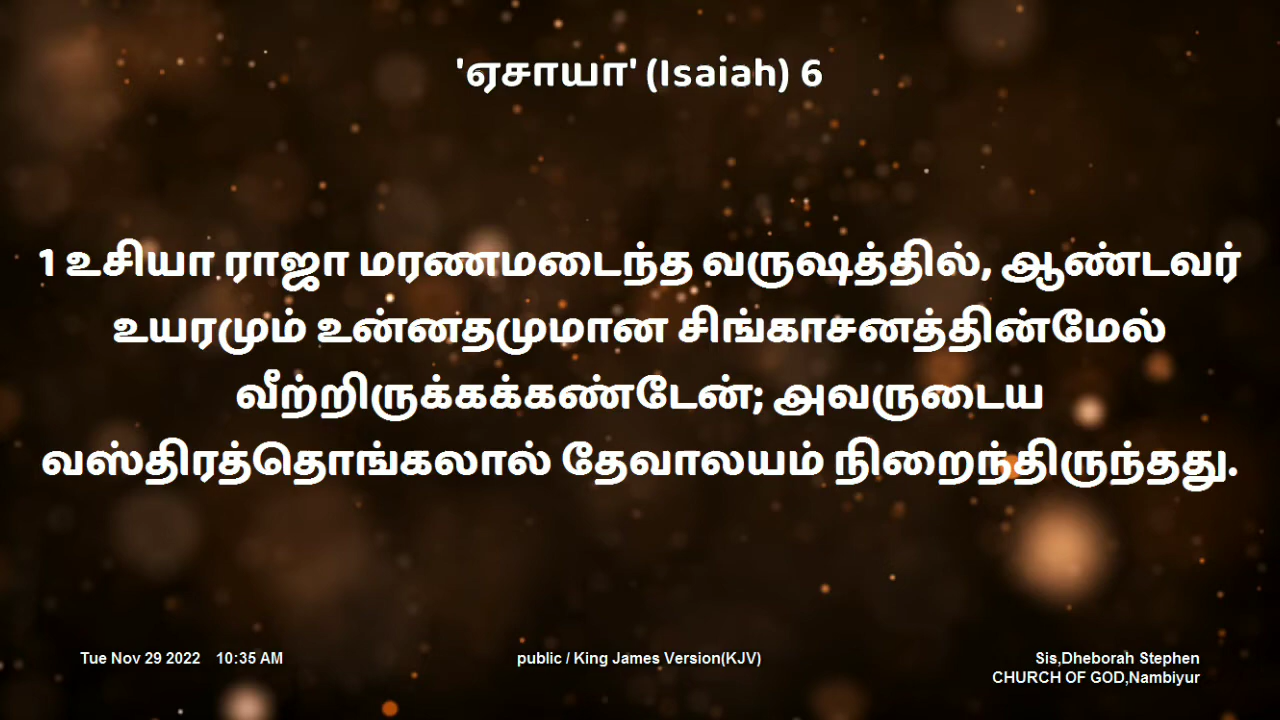 'ஏசாயா' (Isaiah) 6
1 உசியா ராஜா மரணமடைந்த வருஷத்தில், ஆண்டவர்
உயரமும் உன்னதமுமான சிங்காசனத்தின்மேல்
வீற்றிருக்கக்கண்டேன்; அவருடைய
வஸ்திரத்தொங்கலால் தேவாலயம் நிறைந்திருந்தது.
Tue Nov 29 2022 10:35 AM
public / King James Version(KJV)
Sis,Dheborah Stephen
CHURCH OF GOD,Nambiyur